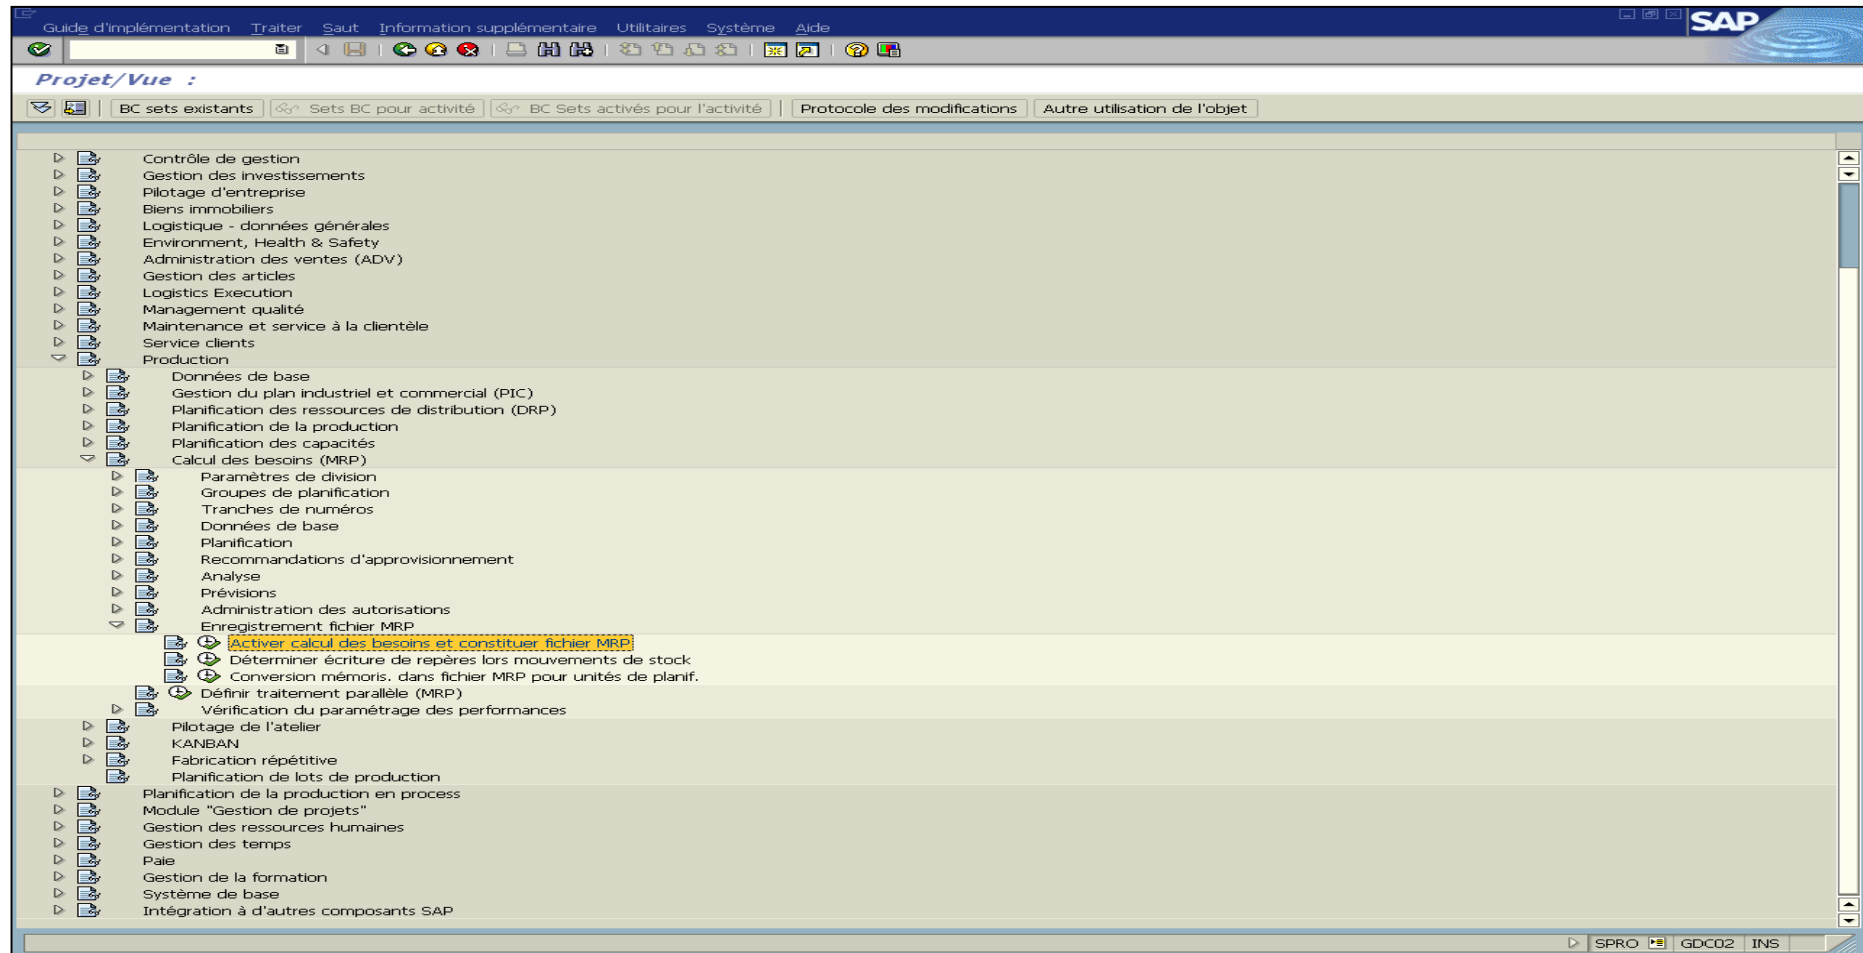 Guide d'implémentation Traiter Saut Information supplémentaire Utilitaires Système Aide
SAP
Projet/Vue :
BC sets existants Sets BC pour activité BC Sets activés pour l'activité Protocole des modifications Autre utilisation de l'objet
Contrôle de gestion
Gestion des investissements
Pilotage d'entreprise
Biens immobiliers
Logistique - données générales
Environment, Health & Safety
Administration des ventes (ADV)
Gestion des articles
Logistics Execution
Management qualité
Maintenance et service à la clientèle
Service clients
Production
Données de base
Gestion du plan industriel et commercial (PIC)
Planification des ressources de distribution (DRP)
Planification de la production
Planification des capacités
Calcul des besoins (MRP)
Paramètres de division
Groupes de planification
Tranches de numéros
Données de base
Planification
Recommandations d'approvisionnement
Analyse
Prévisions
Administration des autorisations
Enregistrement fichier MRP
Activer calcul des besoins et constituer fichier MRP
Déterminer écriture de repères lors mouvements de stock
Conversion mémoris. dans fichier MRP pour unités de planif.
Définir traitement parallèle (MRP)
Vérification du paramétrage des performances
Pilotage de l'atelier
KANBAN
Fabrication répétitive
Planification de lots de production
Planification de la production en process
Module "Gestion de projets"
Gestion des ressources humaines
Gestion des temps
Paie
Gestion de la formation
Système de base
Intégration à d'autres composants SAP
SPRO GDC02 INS